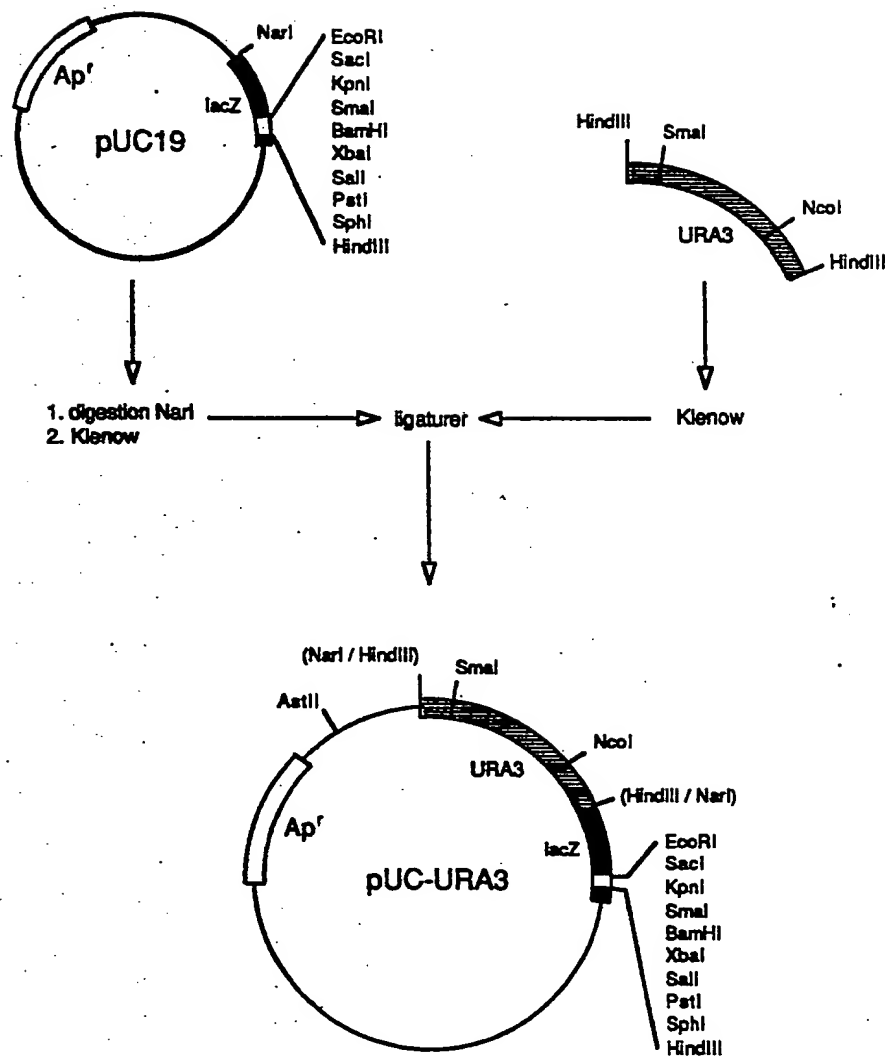 NarI
EcoRI
SacI
KpnI
SmaI
BamHI
XbaI
SalI
PstI
SphI
HindIII
Ap^r
lacZ
pUC19
HindIII
SmaI
NcoI
URA3
HindIII
1. digestion NarI
2. Klenow
ligaturer
Klenow
(NarI / HindIII)
SmaI
AatII
NcoI
URA3
(HindIII / NarI)
Ap^r
lacZ
pUC-URA3
EcoRI
SacI
KpnI
SmaI
BamHI
XbaI
SalI
PstI
SphI
HindIII